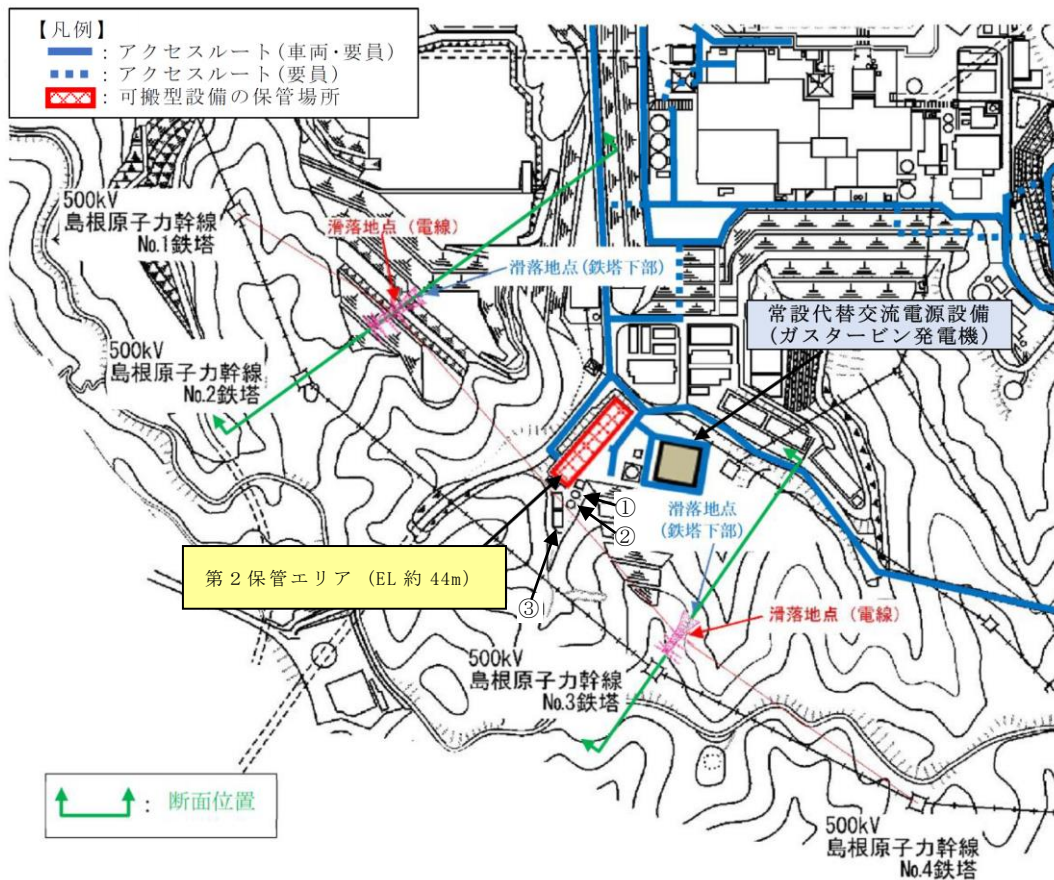 【凡例】
: アクセスルート(車両・要員)
: アクセスルート(要員)
: 可搬型設備の保管場所
500kV
島根原子力幹線
No.1鉄塔
滑落地点（電線）
滑落地点(鉄塔下部)
常設代替交流電源設備
(ガスタービン発電機)
500kV
島根原子力幹線
No.2鉄塔
①
②
滑落地点
(鉄塔下部)
第２保管エリア (EL 約 44m)
③
滑落地点（電線）
500kV
島根原子力幹線
No.3鉄塔
: 断面位置
500kV
島根原子力幹線
No.4鉄塔